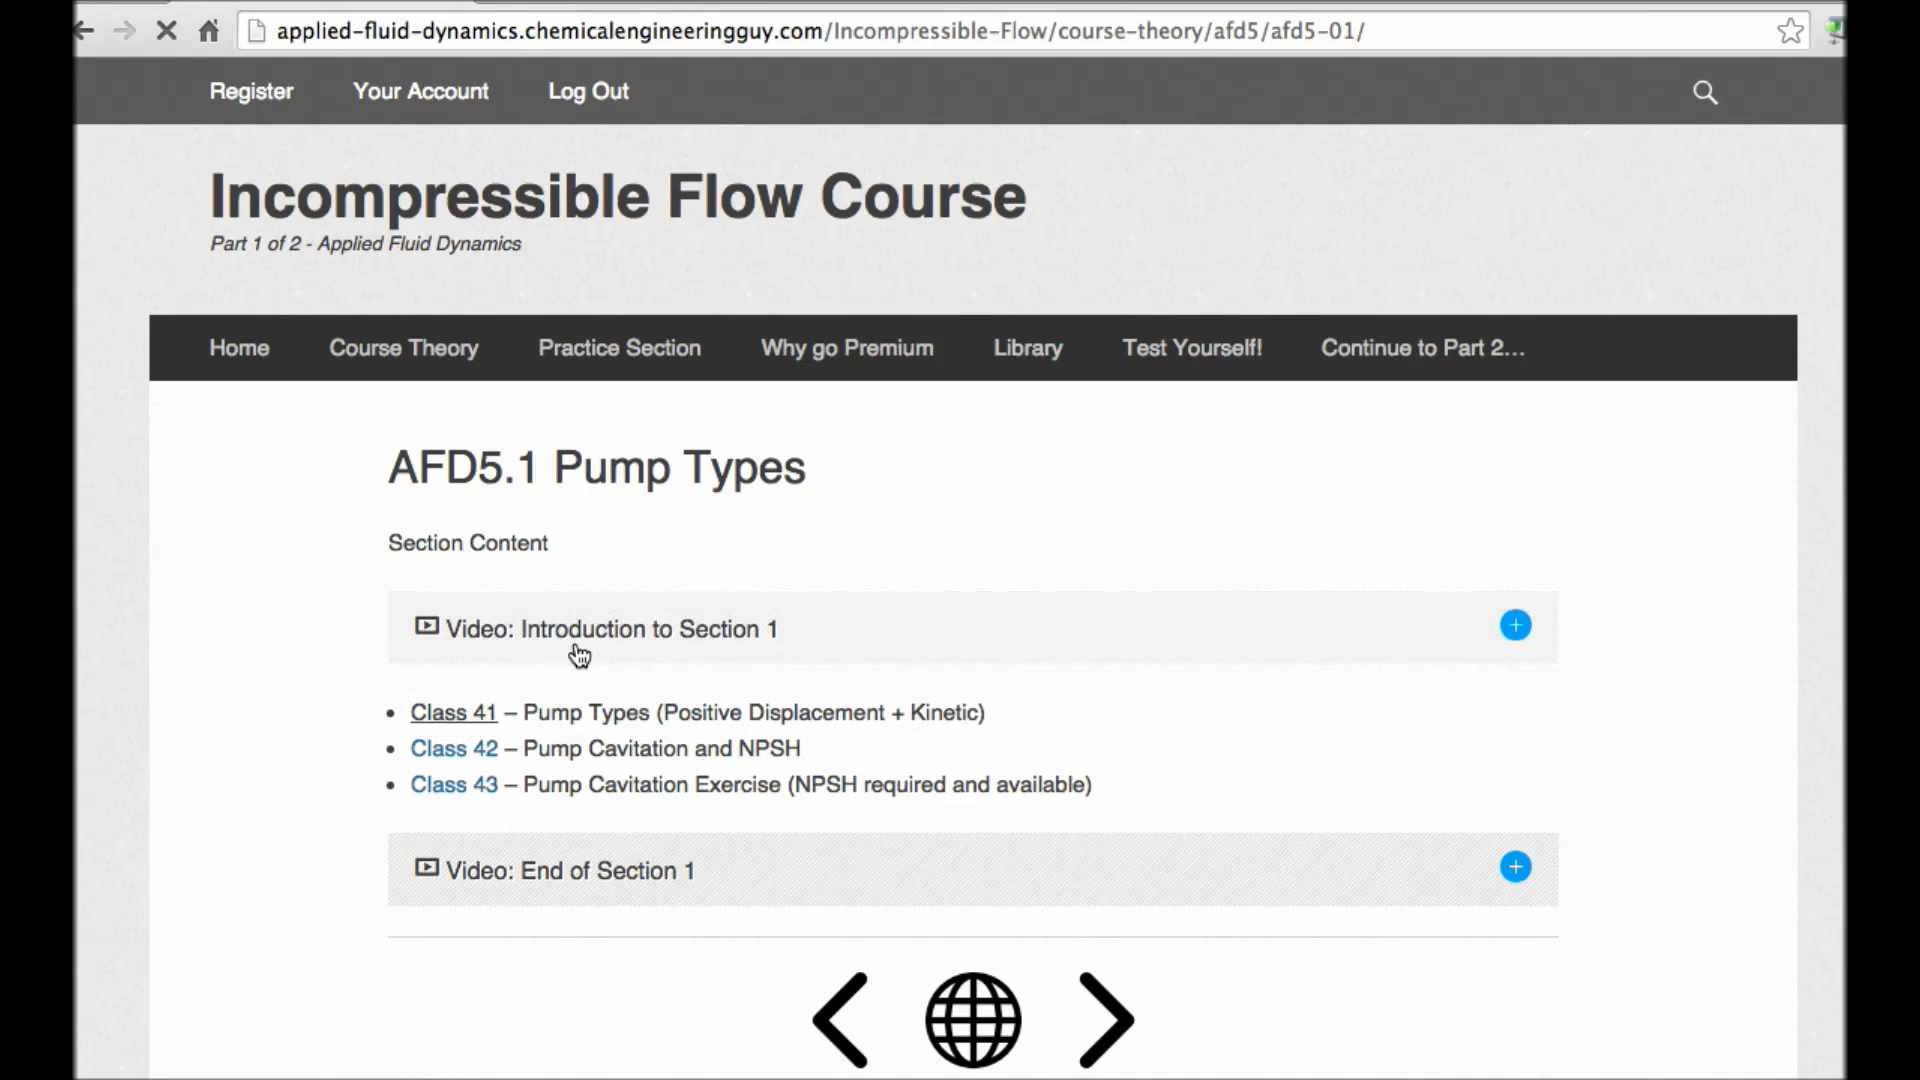 applied-fluid-dynamics.chemicalengineeringguy.com/Incompressible-Flow/course-theory/afd5/afd5-01/
Register Your Account Log Out
Incompressible Flow Course
Part 1 of 2 - Applied Fluid Dynamics
Home Course Theory Practice Section Why go Premium Library Test Yourself! Continue to Part 2...
AFD5.1 Pump Types
Section Content
Video: Introduction to Section 1
Class 41 – Pump Types (Positive Displacement + Kinetic)
Class 42 – Pump Cavitation and NPSH
Class 43 – Pump Cavitation Exercise (NPSH required and available)
Video: End of Section 1